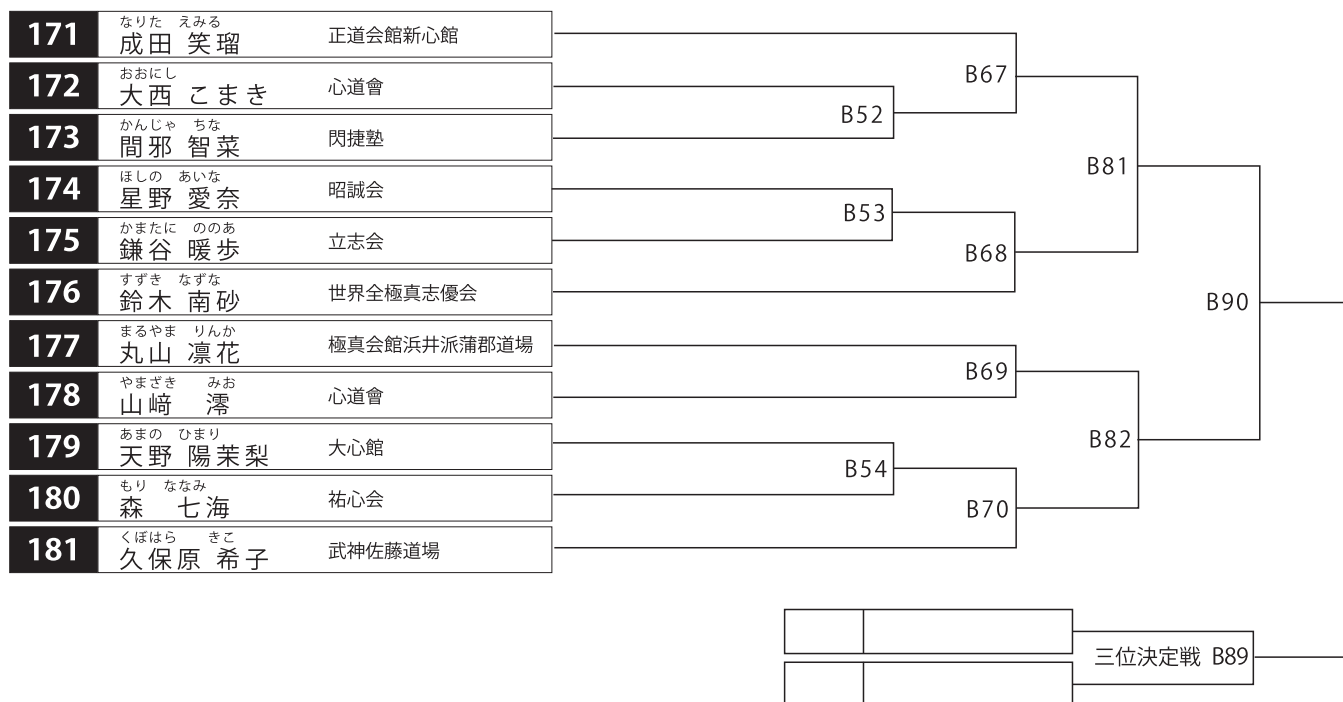 なりた えみる
171 成田 笑瑠 正道会館新心館
おおにし
172 大西 こまき 心道會
かんじゃ ちな
173 間邪 智菜 閃捷塾
ほしの あいな
174 星野 愛奈 昭誠会
かまたに ののあ
175 鎌谷 暖歩 立志会
すずき なずな
176 鈴木 南砂 世界全極真志優会
まるやま りんか
177 丸山 凛花 極真会館浜井派蒲郡道場
やまざき みお
178 山﨑 澪 心道會
あまの ひまり
179 天野 陽茉梨 大心館
もり ななみ
180 森 七海 祐心会
くぼはら きこ
181 久保原 希子 武神佐藤道場
B52
B53
B54
B67
B68
B69
B70
B81
B82
B90
三位決定戦 B89